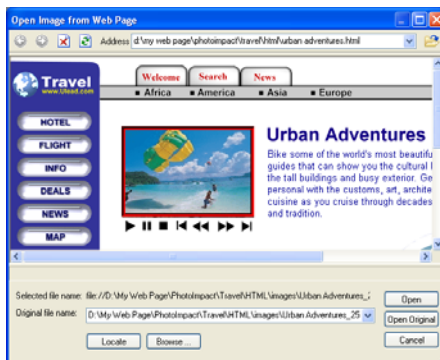 Open Image from Web Page
Address d:\my web page\photoimpact\travel\html\urban adventures.html
Travel
www.Ulead.com
Welcome Search News
Africa America Asia Europe
HOTEL
FLIGHT
INFO
DEALS
NEWS
MAP
Urban Adventures
Bike some of the world's most beautifu
guides that can show you the cultural
the tall buildings and busy exterior. Ge
personal with the customs, art, archite
cuisine as you cruise through decades
and tradition.
Selected file name: file://D:\My Web Page\PhotoImpact\Travel\HTML\images\Urban Adventures_
Original file name: D:\My Web Page\PhotoImpact\Travel\HTML\images\Urban Adventures_25
Open
Open Original
Cancel
Locate Browse ...